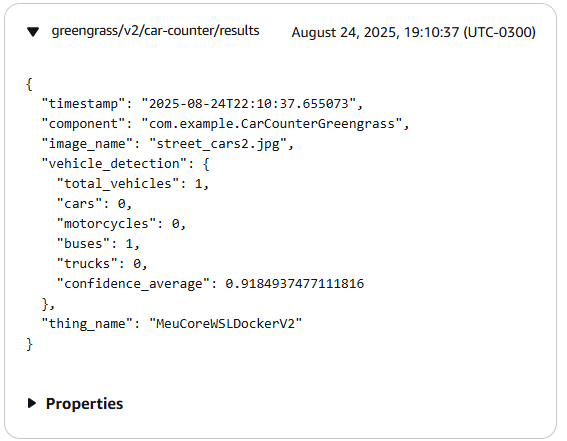 greengrass/v2/car-counter/results August 24, 2025, 19:10:37 (UTC-0300)
{
  "timestamp": "2025-08-24T22:10:37.655073",
  "component": "com.example.CarCounterGreengrass",
  "image_name": "street_cars2.jpg",
  "vehicle_detection": {
    "total_vehicles": 1,
    "cars": 0,
    "motorcycles": 0,
    "buses": 1,
    "trucks": 0,
    "confidence_average": 0.9184937477111816
  },
  "thing_name": "MeuCoreWSLDockerV2"
}
Properties